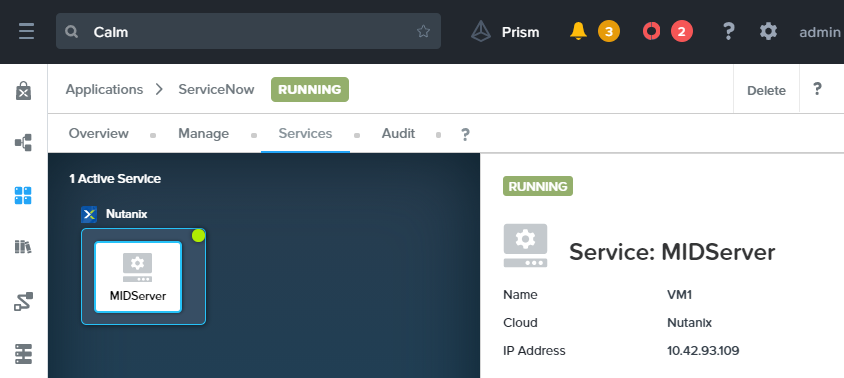 Calm
Prism
3
2
?
admin
Applications > ServiceNow RUNNING
Delete
?
Overview
Manage
Services
Audit
?
1 Active Service
Nutanix
MIDServer
RUNNING
Service: MIDServer
Name VM1
Cloud Nutanix
IP Address 10.42.93.109